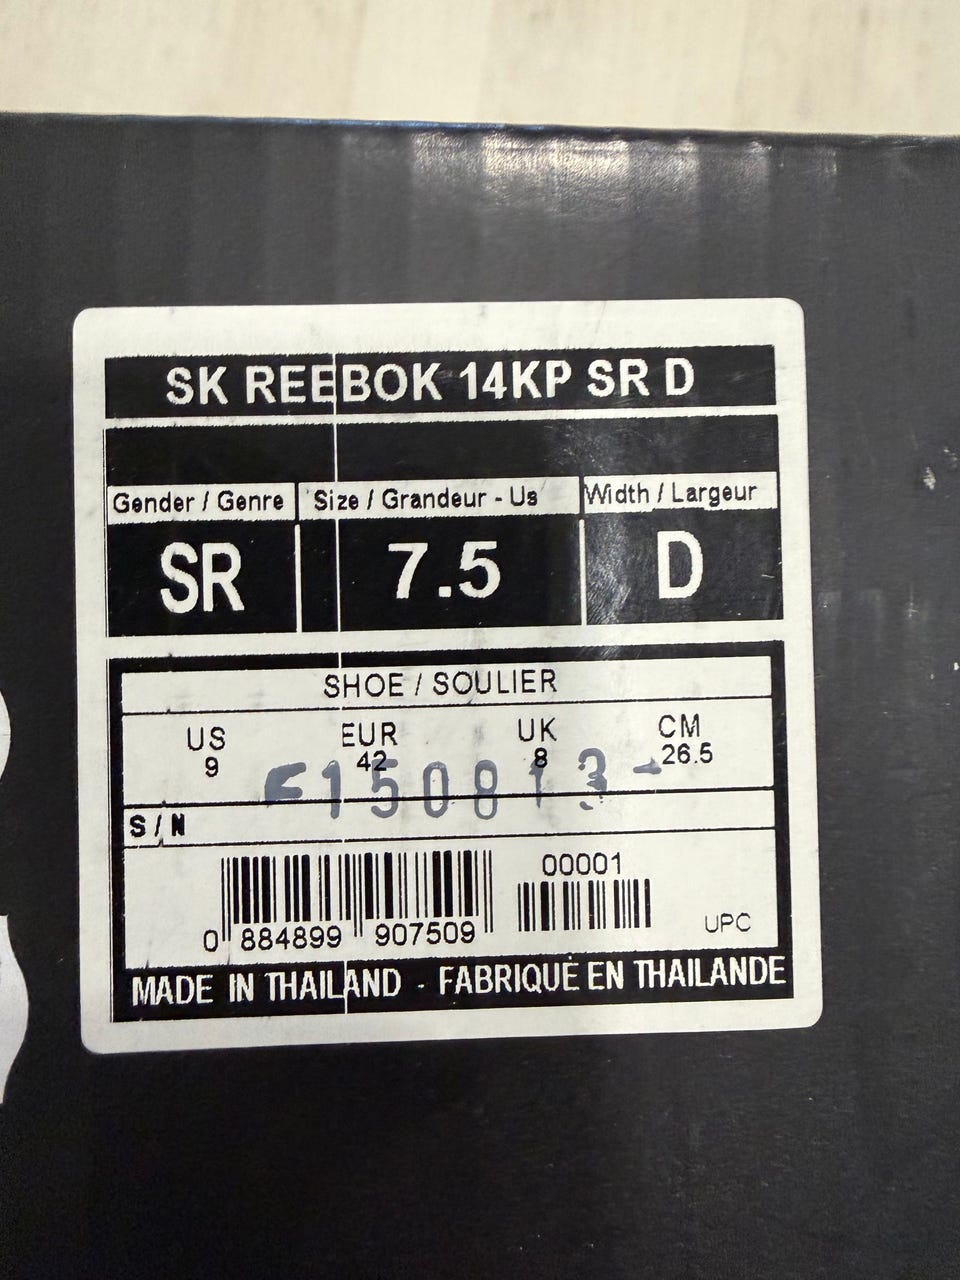 SK REEBOK 14KP SR D
Gender / Genre Size / Grandeur - Us Width / Largeur
SR 7.5 D
SHOE / SOULIER
US EUR UK CM
9 42 8 26.5
150813
S/N
00001
0 884899 907509 UPC
MADE IN THAILAND - FABRIQUÉ EN THAILANDE